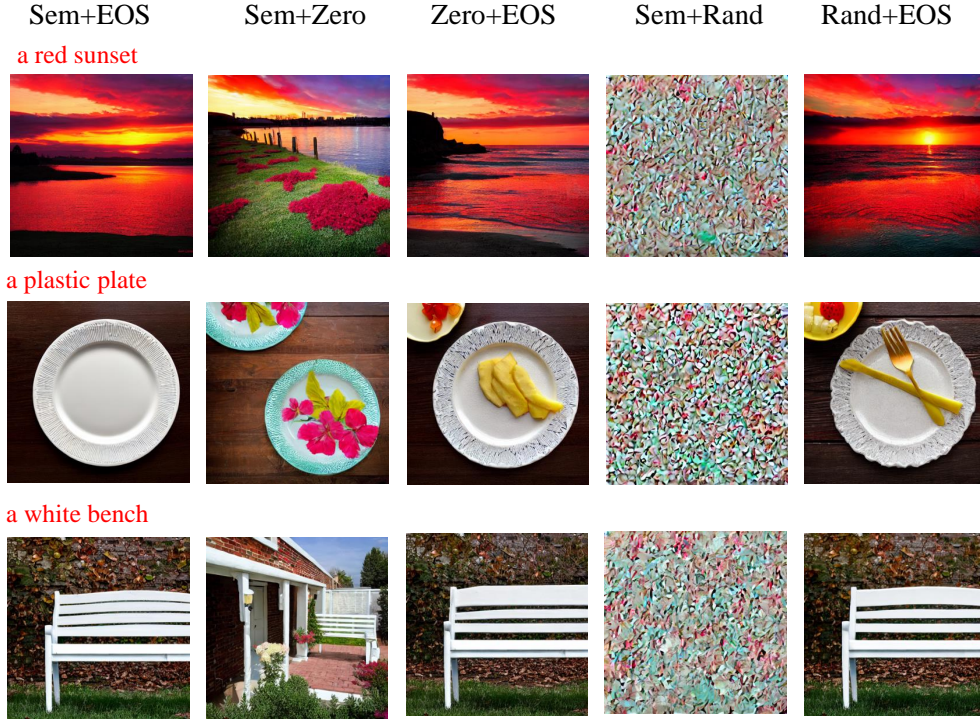 Sem+EOS Sem+Zero Zero+EOS Sem+Rand Rand+EOS
a red sunset
a plastic plate
a white bench